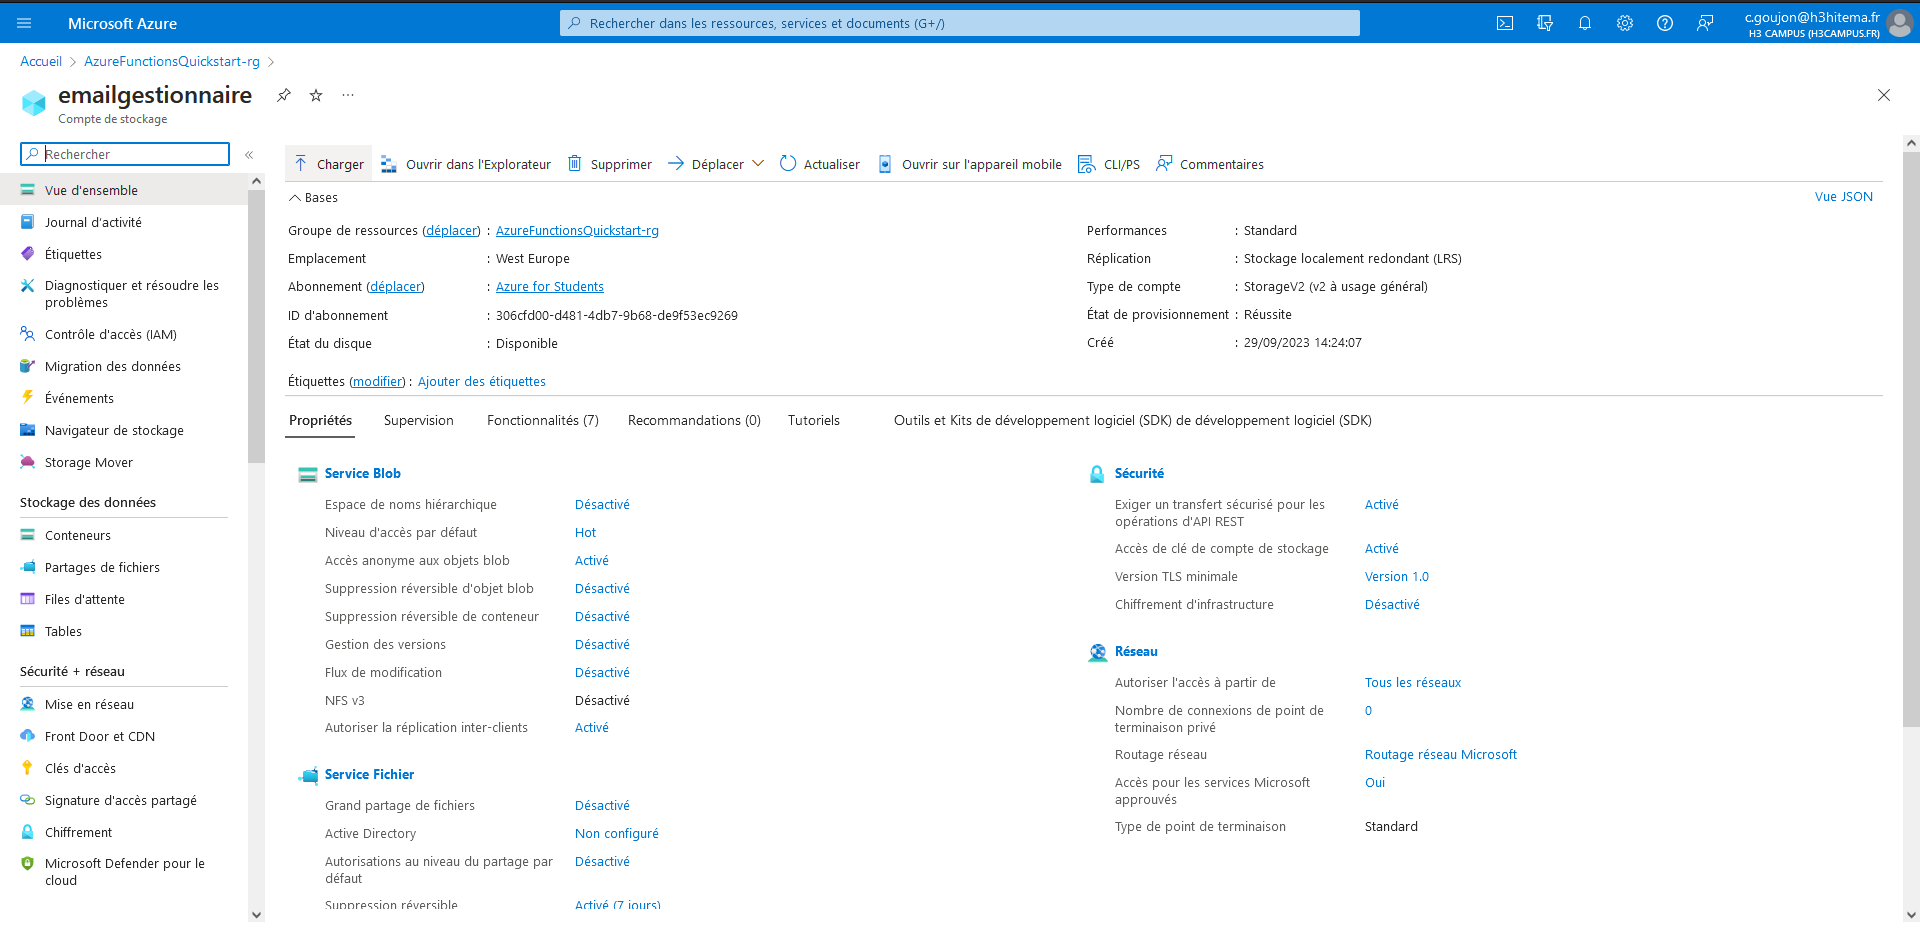 Microsoft Azure
Rechercher dans les ressources, services et documents (G+/)
c.goujon@h3hitema.fr
H3 CAMPUS (H3CAMPUS.FR)
Accueil > AzureFunctionsQuickstart-rg >
emailgestionnaire
Compte de stockage
Rechercher
Vue d'ensemble
Journal d'activité
Étiquettes
Diagnostiquer et résoudre les
problèmes
Contrôle d'accès (IAM)
Migration des données
Événements
Navigateur de stockage
Storage Mover
Stockage des données
Conteneurs
Partages de fichiers
Files d'attente
Tables
Sécurité + réseau
Mise en réseau
Front Door et CDN
Clés d'accès
Signature d'accès partagé
Chiffrement
Microsoft Defender pour le
cloud
Charger Ouvrir dans l'Explorateur Supprimer Déplacer Actualiser Ouvrir sur l'appareil mobile CLI/PS Commentaires
Bases
Vue JSON
Groupe de ressources (déplacer) : AzureFunctionsQuickstart-rg
Emplacement : West Europe
Abonnement (déplacer) : Azure for Students
ID d'abonnement : 306cfd00-d481-4db7-9b68-de9f53ec9269
État du disque : Disponible
Performances : Standard
Réplication : Stockage localement redondant (LRS)
Type de compte : StorageV2 (v2 à usage général)
État de provisionnement : Réussite
Créé : 29/09/2023 14:24:07
Étiquettes (modifier) : Ajouter des étiquettes
Propriétés Supervision Fonctionnalités (7) Recommandations (0) Tutoriels Outils et Kits de développement logiciel (SDK) de développement logiciel (SDK)
Service Blob
Espace de noms hiérarchique Désactivé
Niveau d'accès par défaut Hot
Accès anonyme aux objets blob Activé
Suppression réversible d'objet blob Désactivé
Suppression réversible de conteneur Désactivé
Gestion des versions Désactivé
Flux de modification Désactivé
NFS v3 Désactivé
Autoriser la réplication inter-clients Activé
Service Fichier
Grand partage de fichiers Désactivé
Active Directory Non configuré
Autorisations au niveau du partage par Désactivé
défaut
Suppression réversible Activé (7 jours)
Sécurité
Exiger un transfert sécurisé pour les Activé
opérations d'API REST
Accès de clé de compte de stockage Activé
Version TLS minimale Version 1.0
Chiffrement d'infrastructure Désactivé
Réseau
Autoriser l'accès à partir de Tous les réseaux
Nombre de connexions de point de 0
terminaison privé
Routage réseau Routage réseau Microsoft
Accès pour les services Microsoft Oui
approuvés
Type de point de terminaison Standard